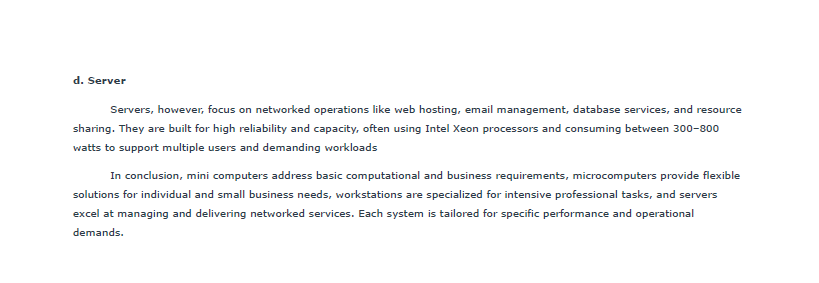 d. Server
Servers, however, focus on networked operations like web hosting, email management, database services, and resource
sharing. They are built for high reliability and capacity, often using Intel Xeon processors and consuming between 300–800
watts to support multiple users and demanding workloads
In conclusion, mini computers address basic computational and business requirements, microcomputers provide flexible
solutions for individual and small business needs, workstations are specialized for intensive professional tasks, and servers
excel at managing and delivering networked services. Each system is tailored for specific performance and operational
demands.